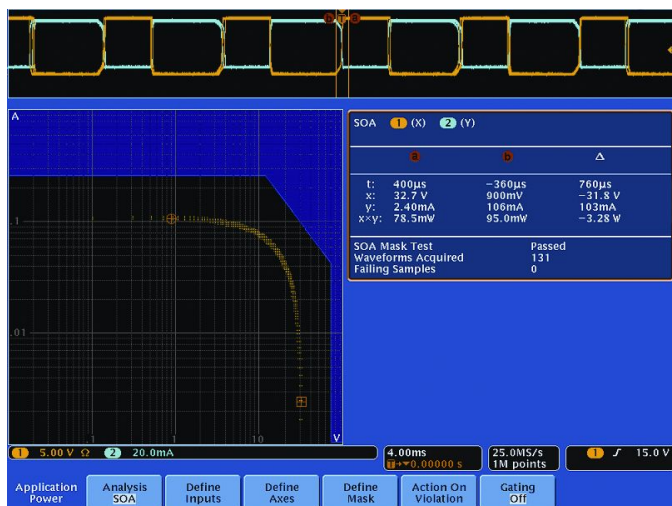 b T a
A
.1
.01
.1 1 10 V
SOA 1 (X) 2 (Y)
a b Δ
t: 400µs -360µs 760µs
x: 32.7 V 900mV -31.8 V
y: 2.40mA 106mA 103mA
x×y: 78.5mW 95.0mW -3.28 W
SOA Mask Test Passed
Waveforms Acquired 131
Failing Samples 0
1 5.00 V Ω 2 20.0mA
4.00ms
T→▼0.00000 s
25.0MS/s
1M points
1 ∫ 15.0 V
Application Power
Analysis SOA
Define Inputs
Define Axes
Define Mask
Action On Violation
Gating Off